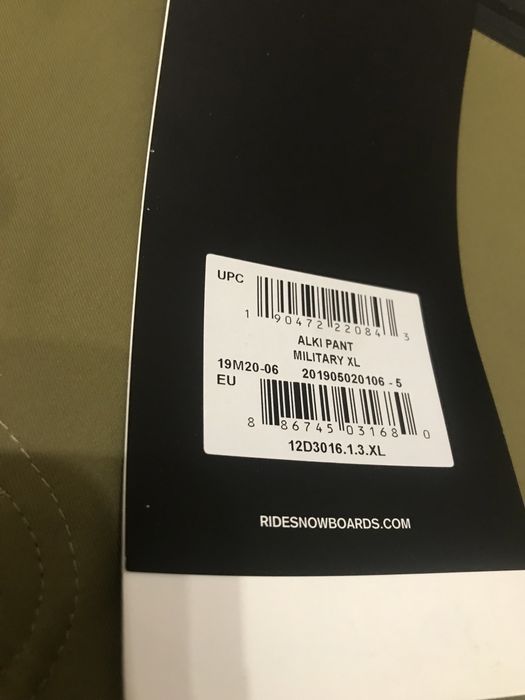 UPC
1 90472 22084 3
ALKI PANT
MILITARY XL
19M20-06 201905020106 - 5
EU
8 86745 03168 0
12D3016.1.3.XL
RIDESNOWBOARDS.COM